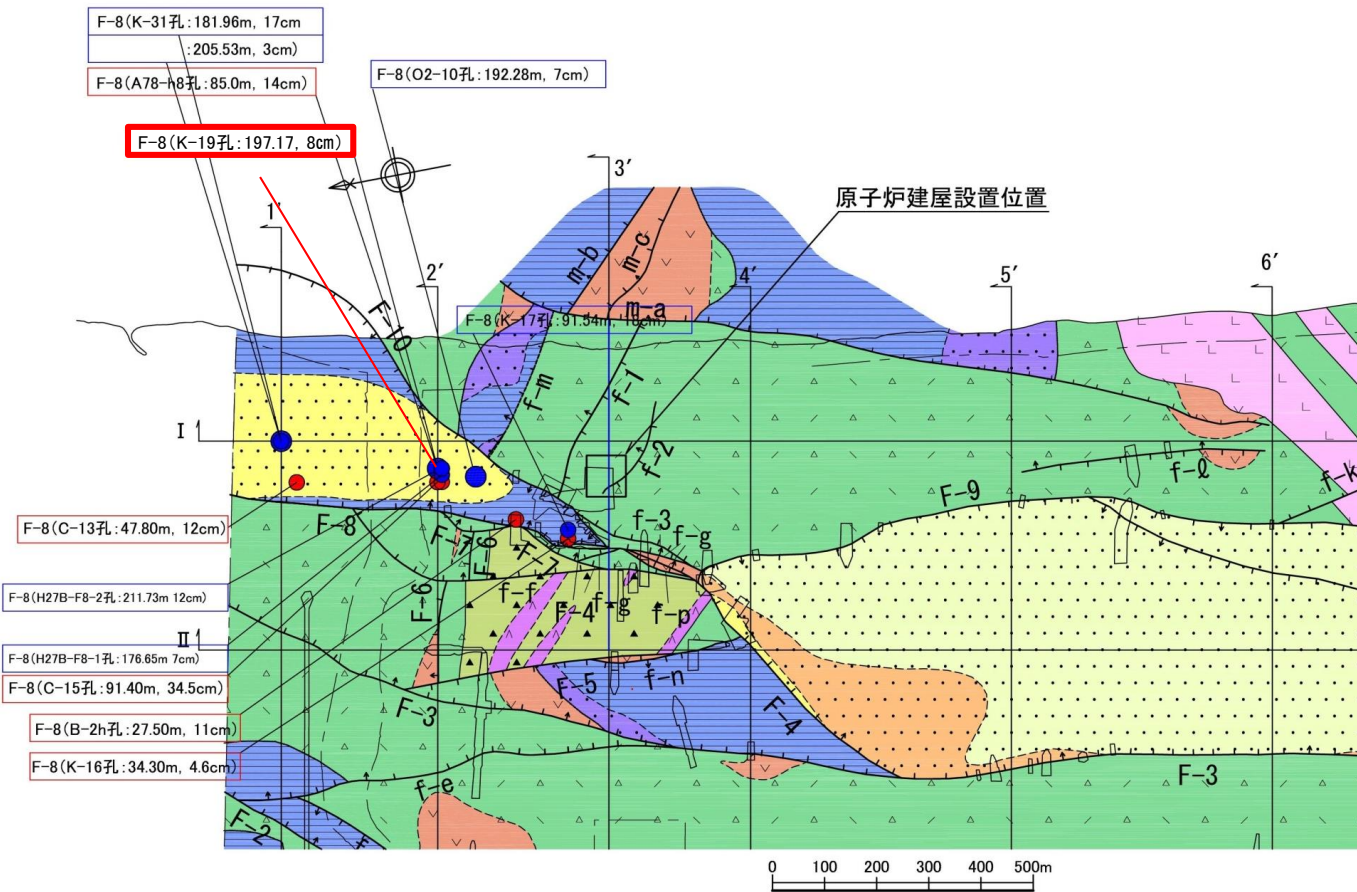 F-8(K-31孔:181.96m, 17cm
:205.53m, 3cm)
F-8(A78-h8孔:85.0m, 14cm)
F-8(O2-10孔:192.28m, 7cm)
F-8(K-19孔:197.17, 8㎝)
3′
原子炉建屋設置位置
1′
2′
4′
5′
6′
m-b
m-c
m-a
F-10
F-8(K-17孔:91.54m, 10cm)
f-m
f-1
f-2
I
f-ℓ
f-k
F-9
F-8
F-7
F-6
F-7
f-3
f-g
F-8(C-13孔:47.80m, 12cm)
F-6
f-f
F-4
f-g
f-p
F-8(H27B-F8-2孔:211.73m 12cm)
II
F-8(H27B-F8-1孔:176.65m 7cm)
F-8(C-15孔:91.40m, 34.5cm)
F-5
f-n
F-4
F-3
F-8(B-2h孔:27.50m, 11cm)
F-8(K-16孔:34.30m, 4.6cm)
F-3
f-e
F-2
f
0 100 200 300 400 500m